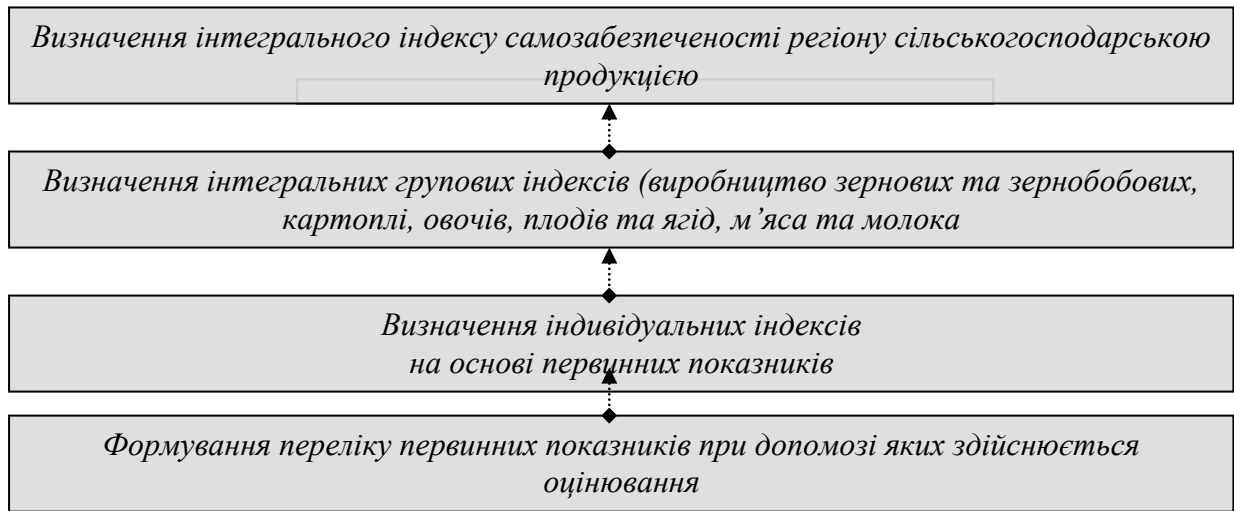 Визначення інтегрального індексу самозабезпеченості регіону сільськогосподарською
продукцією
Визначення інтегральних групових індексів (виробництво зернових та зернобобових,
картоплі, овочів, плодів та ягід, м’яса та молока
Визначення індивідуальних індексів
на основі первинних показників
Формування переліку первинних показників при допомозі яких здійснюється
оцінювання